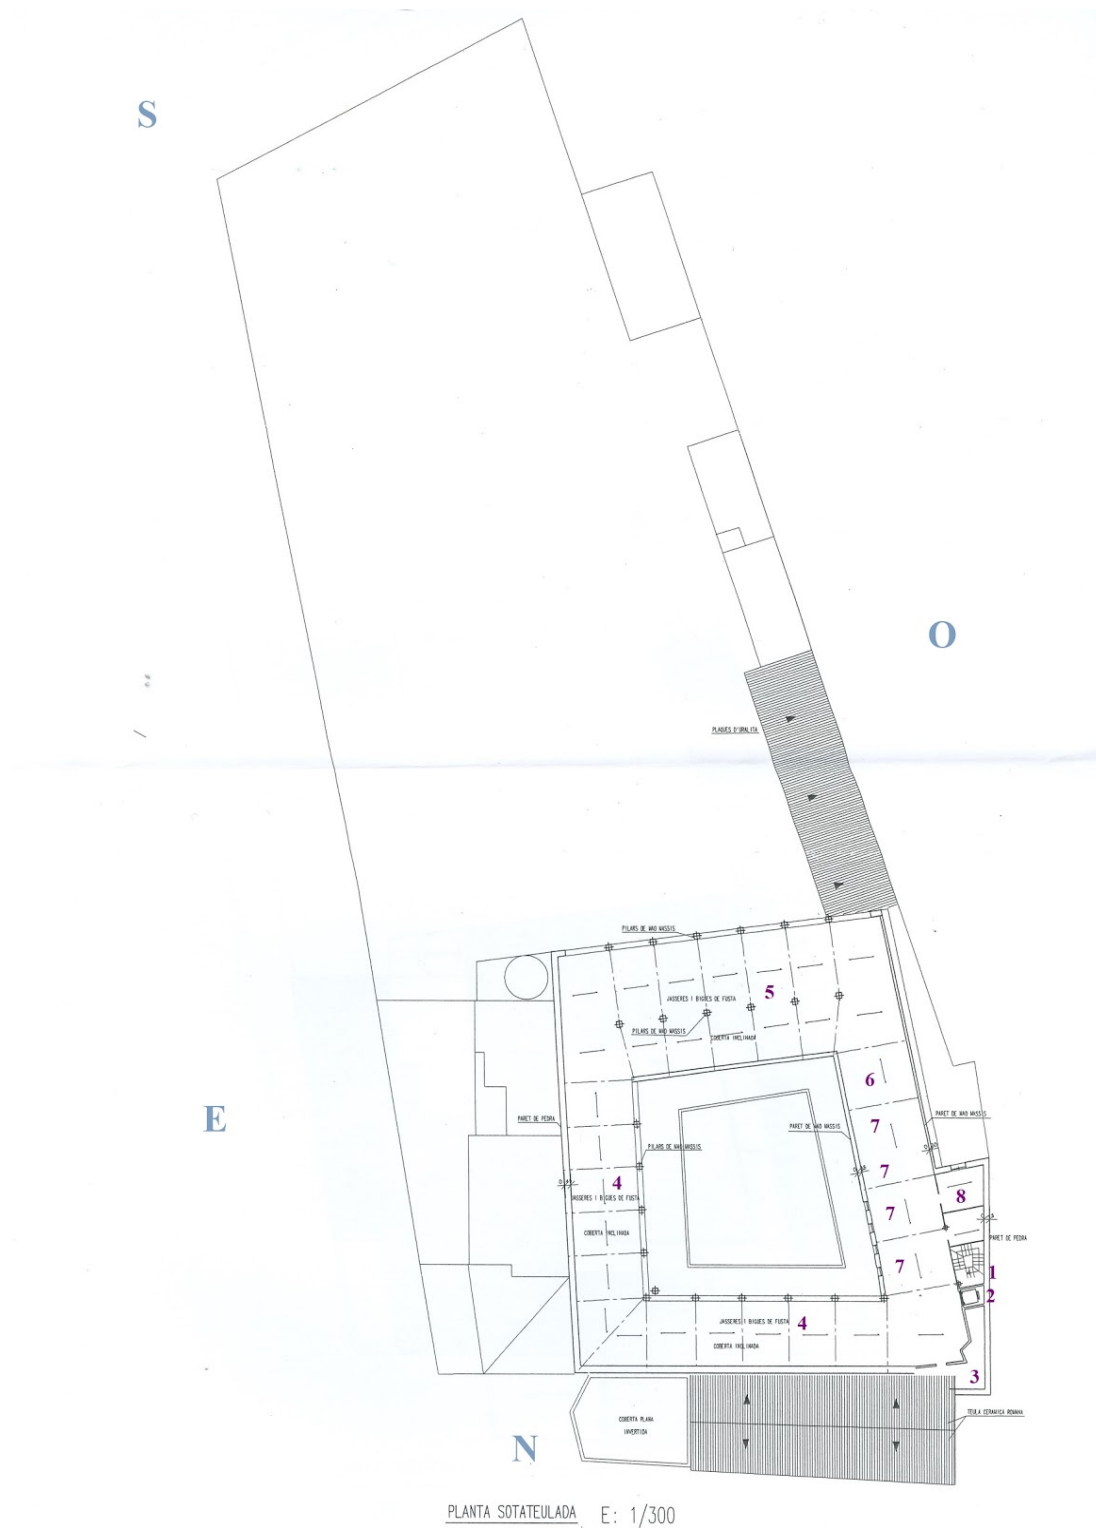 S
O
PLAQUES D'URALITA
PILARS DE MAO MASSIS
5
JASSERES I BIGUES DE FUSTA
PILARS DE MAO MASSIS
COBERTA INCLINADA
6
E
PARET DE PEDRA
PARET DE MAO MASSIS
PARET DE MAO MASSIS
7
PILARS DE MAO MASSIS
7
4
8
JASSERES I BIGUES DE FUSTA
7
COBERTA INCLINADA
PARET DE PEDRA
7
1
2
JASSERES I BIGUES DE FUSTA
4
COBERTA INCLINADA
3
TEULA CERAMICA ROMANA
COBERTA PLANA
INVERTIDA
N
PLANTA SOTATEULADA E: 1/300